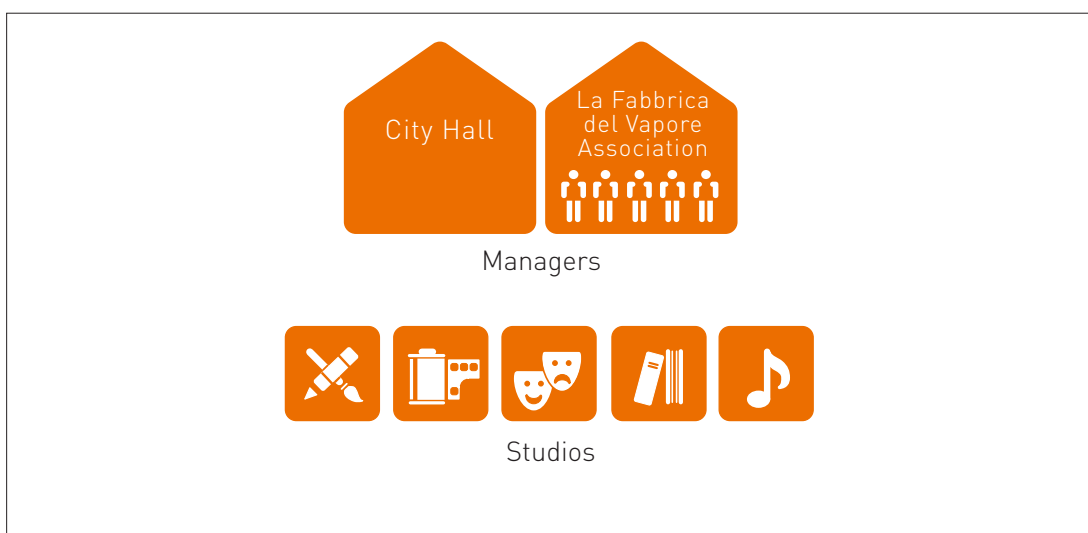 City Hall
La Fabbrica
del Vapore
Association
Managers
Studios